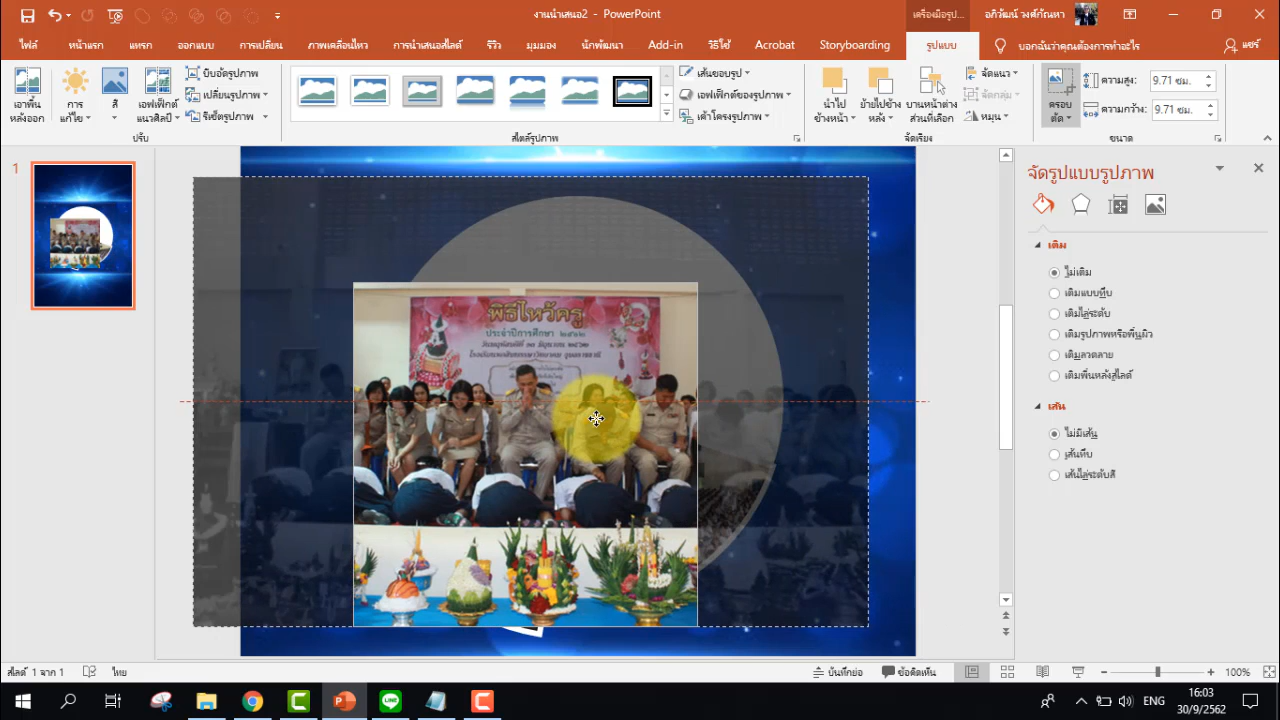 งานนำเสนอ2 - PowerPoint
เครื่องมือรูป...
อภิวัฒน์ วงศ์กัณหา
ไฟล์ หน้าแรก แทรก ออกแบบ การเปลี่ยน ภาพเคลื่อนไหว การนำเสนอสไลด์ รีวิว มุมมอง นักพัฒนา Add-in วิธีใช้ Acrobat Storyboarding รูปแบบ บอกฉันว่าคุณต้องการทำอะไร แชร์
เอาพื้นหลังออก
การแก้ไข
สี
เอฟเฟ็กต์แนวศิลป์
บีบอัดรูปภาพ
เปลี่ยนรูปภาพ
รีเซ็ตรูปภาพ
ปรับ
สไตล์รูปภาพ
เส้นขอบรูป
เอฟเฟ็กต์ของรูปภาพ
เค้าโครงรูปภาพ
นำไปข้างหน้า
ย้ายไปข้างหลัง
บานหน้าต่างส่วนที่เลือก
จัดแนว
จัดกลุ่ม
หมุน
จัดเรียง
ครอบตัด
ความสูง: 9.71 ซม.
ความกว้าง: 9.71 ซม.
ขนาด
1
พิธีไหว้ครู
ประจำปีการศึกษา ๒๕๖๒
จัดรูปแบบรูปภาพ
เติม
ไม่เติม
เติมแบบทึบ
เติมไล่ระดับ
เติมรูปภาพหรือพื้นผิว
เติมลวดลาย
เติมพื้นหลังสไลด์
เส้น
ไม่มีเส้น
เส้นทึบ
เส้นไล่ระดับสี
สไลด์ 1 จาก 1 ไทย บันทึกย่อ ข้อคิดเห็น 100%
ENG
16:03
30/9/2562